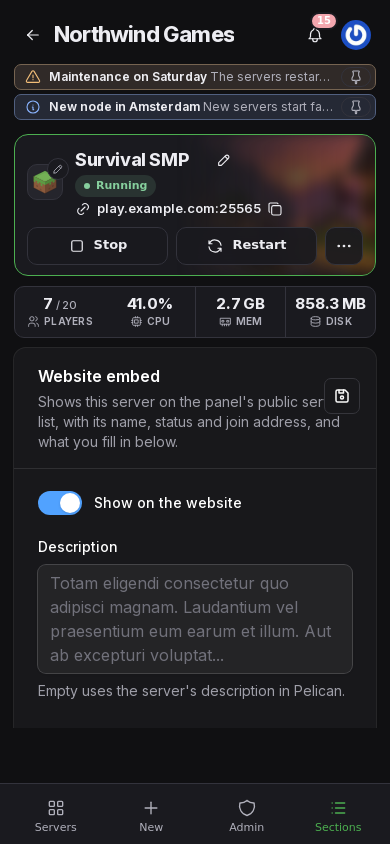 Northwind Games
15
Maintenance on Saturday The servers restar...
New node in Amsterdam New servers start fa...
Survival SMP
Running
play.example.com:25565
Stop
Restart
7 / 20
PLAYERS
41.0%
CPU
2.7 GB
MEM
858.3 MB
DISK
Website embed
Shows this server on the panel's public ser
list, with its name, status and join address, and
what you fill in below.
Show on the website
Description
Totam eligendi consectetur quo
adipisci magnam. Laudantium vel
praesentium eum earum et illum. Aut
ab excepturi voluptat...
Empty uses the server's description in Pelican.
Servers
New
Admin
Sections